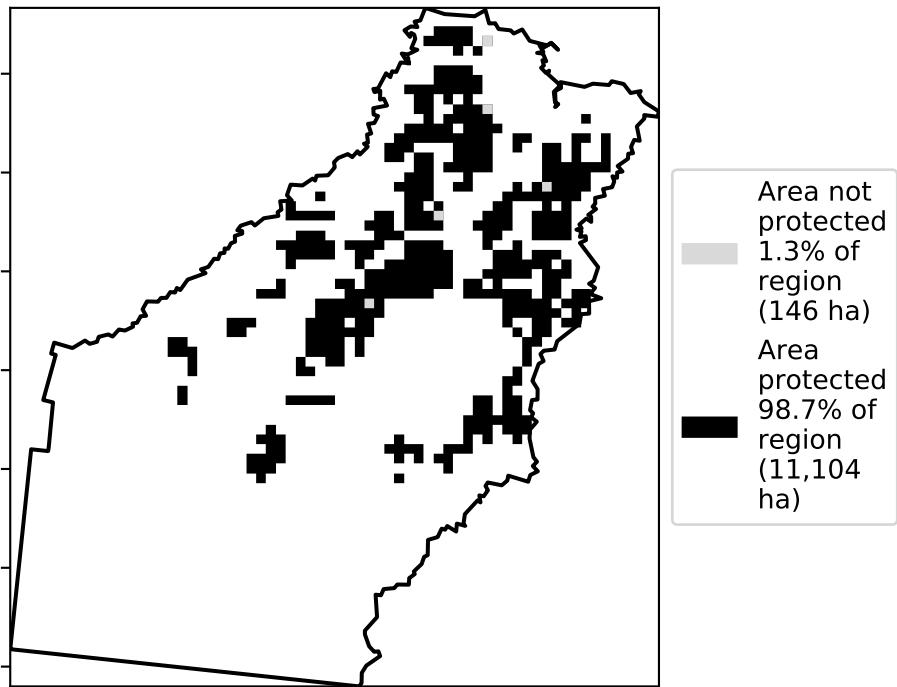 Area not
protected
1.3% of
region
(146 ha)
Area
protected
98.7% of
region
(11,104
ha)